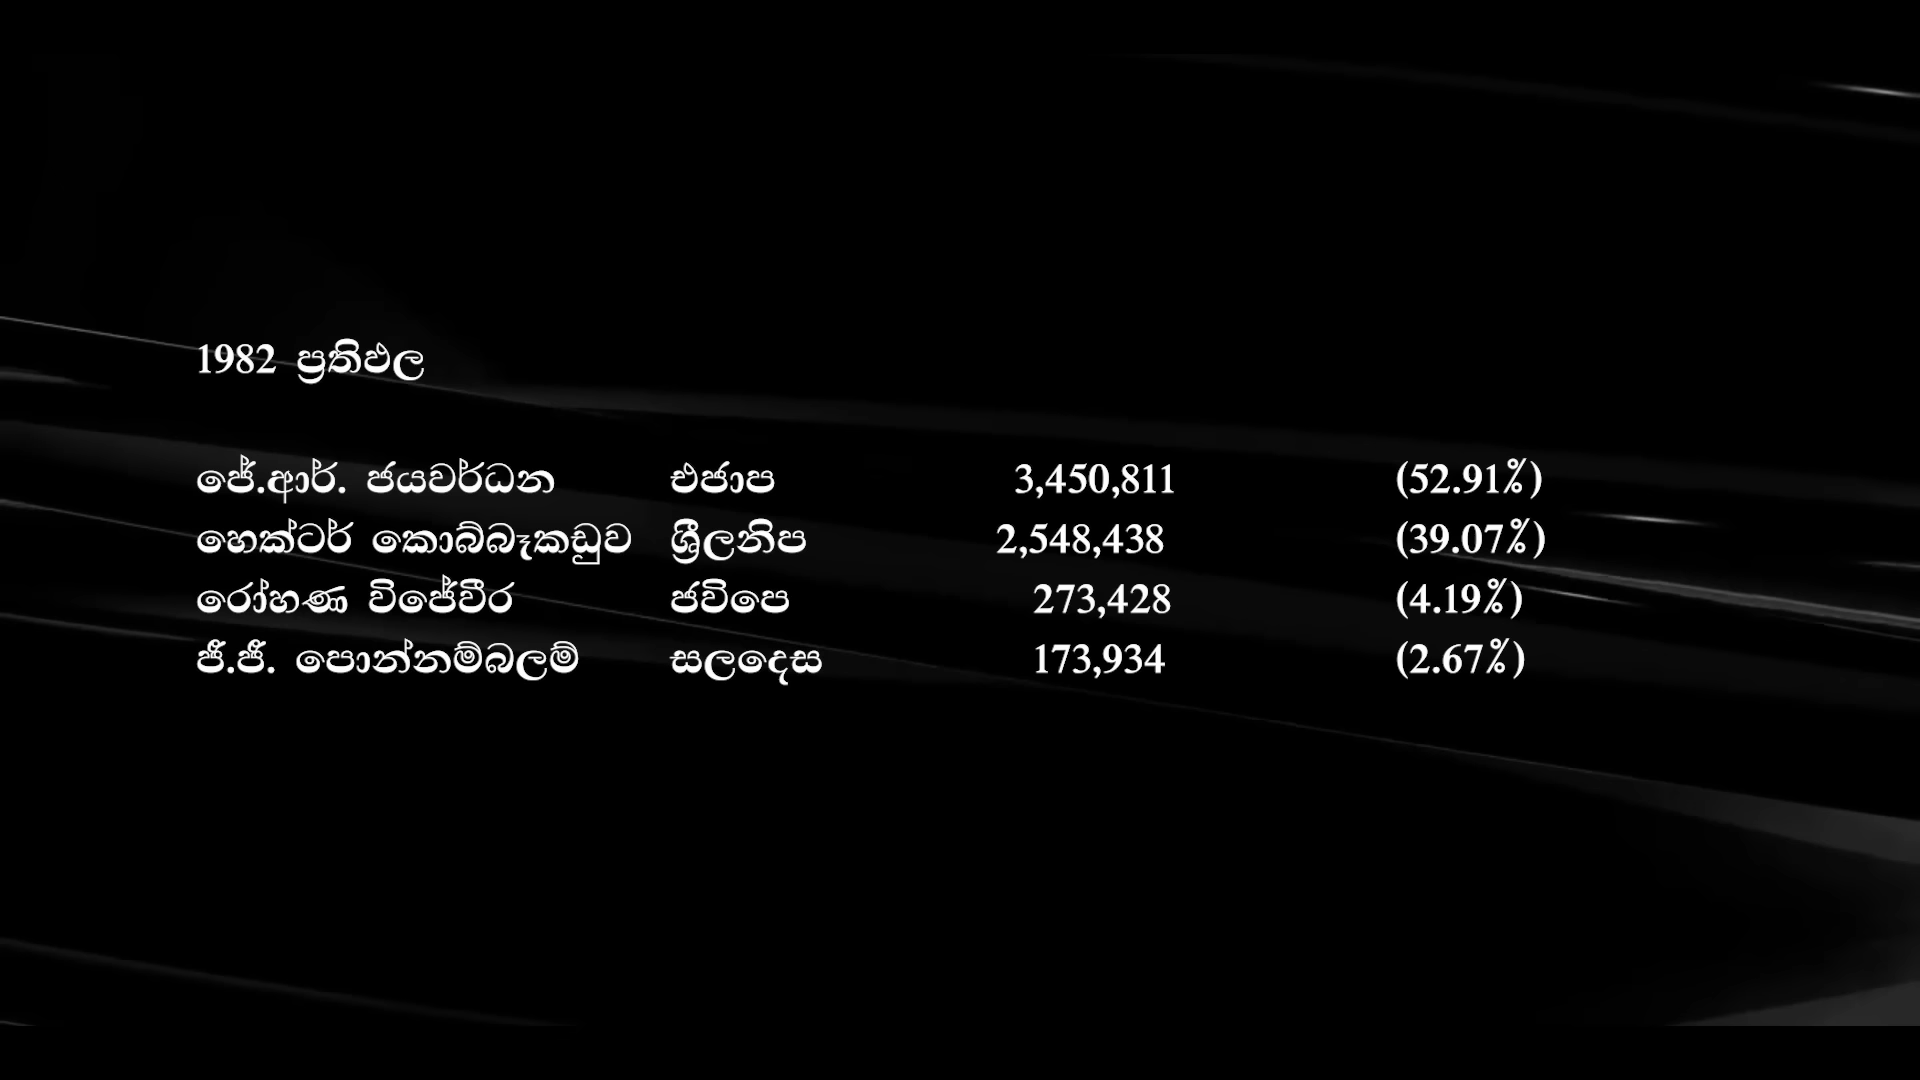 1982 ප්‍රතිඵල
ජේ.ආර්. ජයවර්ධන එජාප 3,450,811 (52.91%)
හෙක්ටර් කොබ්බෑකඩුව ශ්‍රීලනිප 2,548,438 (39.07%)
රෝහණ විජේවීර ජවිපෙ 273,428 (4.19%)
ජී.ජී. පොන්නම්බලම් සලදෙස 173,934 (2.67%)